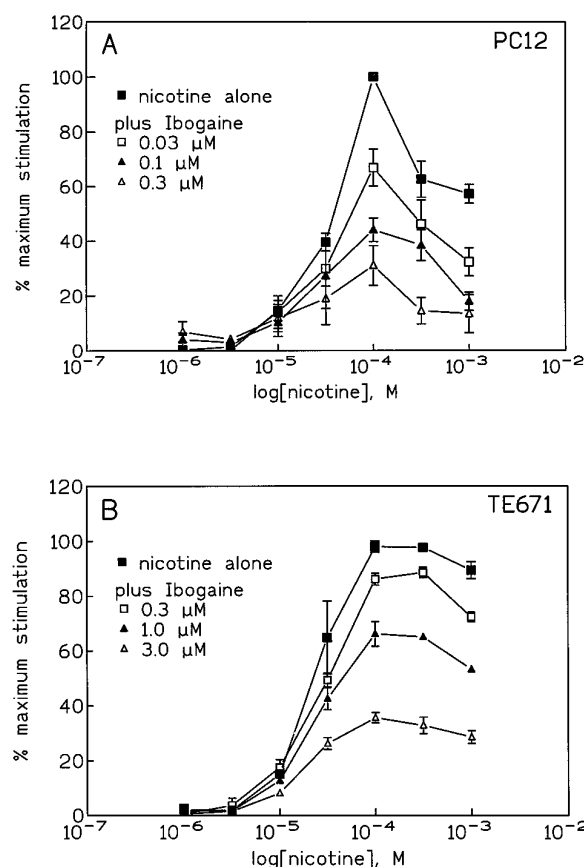 A
PC12
120
100
80
60
40
20
0
% maximum stimulation
nicotine alone
plus Ibogaine
0.03 µM
0.1 µM
0.3 µM
10-7
10-6
10-5
10-4
10-3
10-2
log[nicotine], M
B
TE671
120
100
80
60
40
20
0
% maximum stimulation
nicotine alone
plus Ibogaine
0.3 µM
1.0 µM
3.0 µM
10-7
10-6
10-5
10-4
10-3
10-2
log[nicotine], M